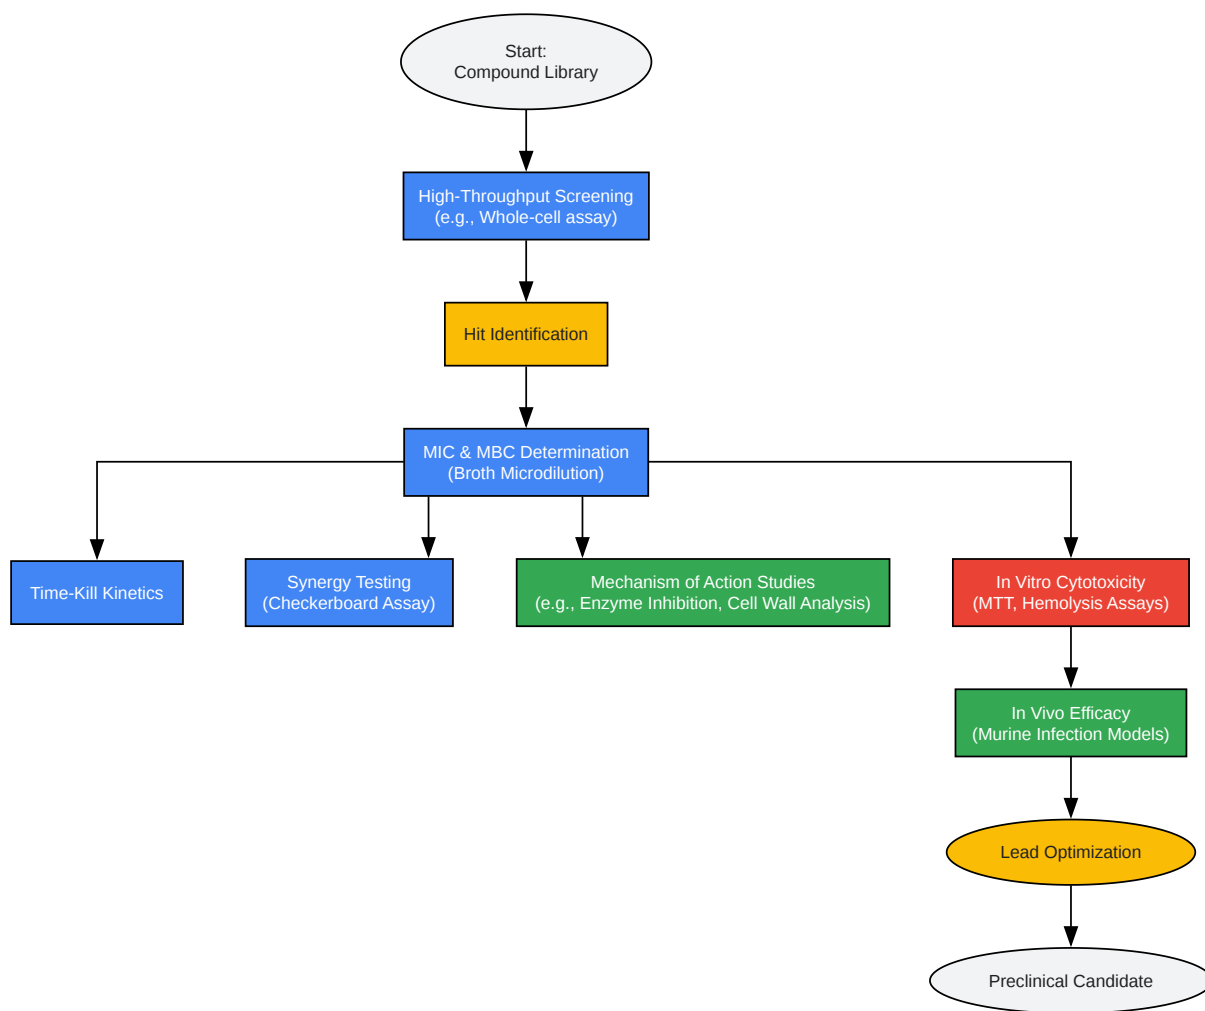 Start:
Compound Library
High-Throughput Screening
(e.g., Whole-cell assay)
Hit Identification
MIC & MBC Determination
(Broth Microdilution)
Time-Kill Kinetics
Synergy Testing
(Checkerboard Assay)
Mechanism of Action Studies
(e.g., Enzyme Inhibition, Cell Wall Analysis)
In Vitro Cytotoxicity
(MTT, Hemolysis Assays)
In Vivo Efficacy
(Murine Infection Models)
Lead Optimization
Preclinical Candidate